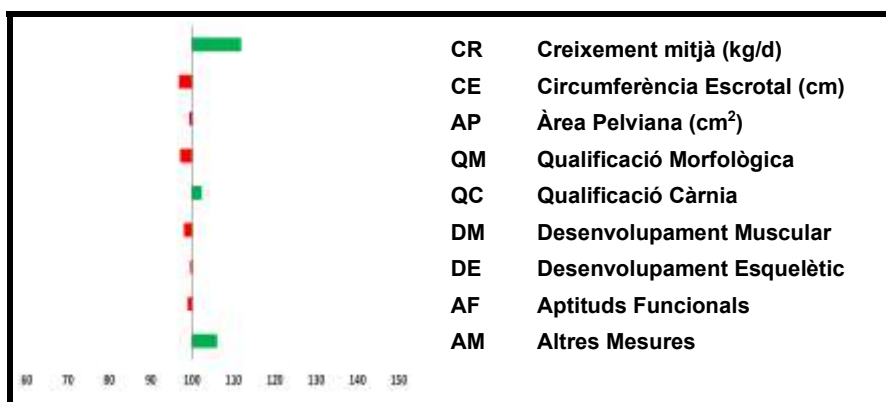 CR Creixement mitjà (kg/d)
CE Circumferència Escrotal (cm)
AP Àrea Pelviana (cm²)
QM Qualificació Morfològica
QC Qualificació Càrnia
DM Desenvolupament Muscular
DE Desenvolupament Esquelètic
AF Aptituds Funcionals
AM Altres Mesures
60 70 80 90 100 110 120 130 140 150